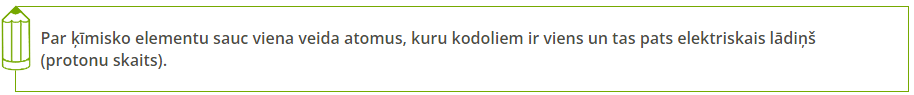 Par ķīmisko elementu sauc viena veida atomus, kuru kodoliem ir viens un tas pats elektriskais lādiņš
(protonu skaits).